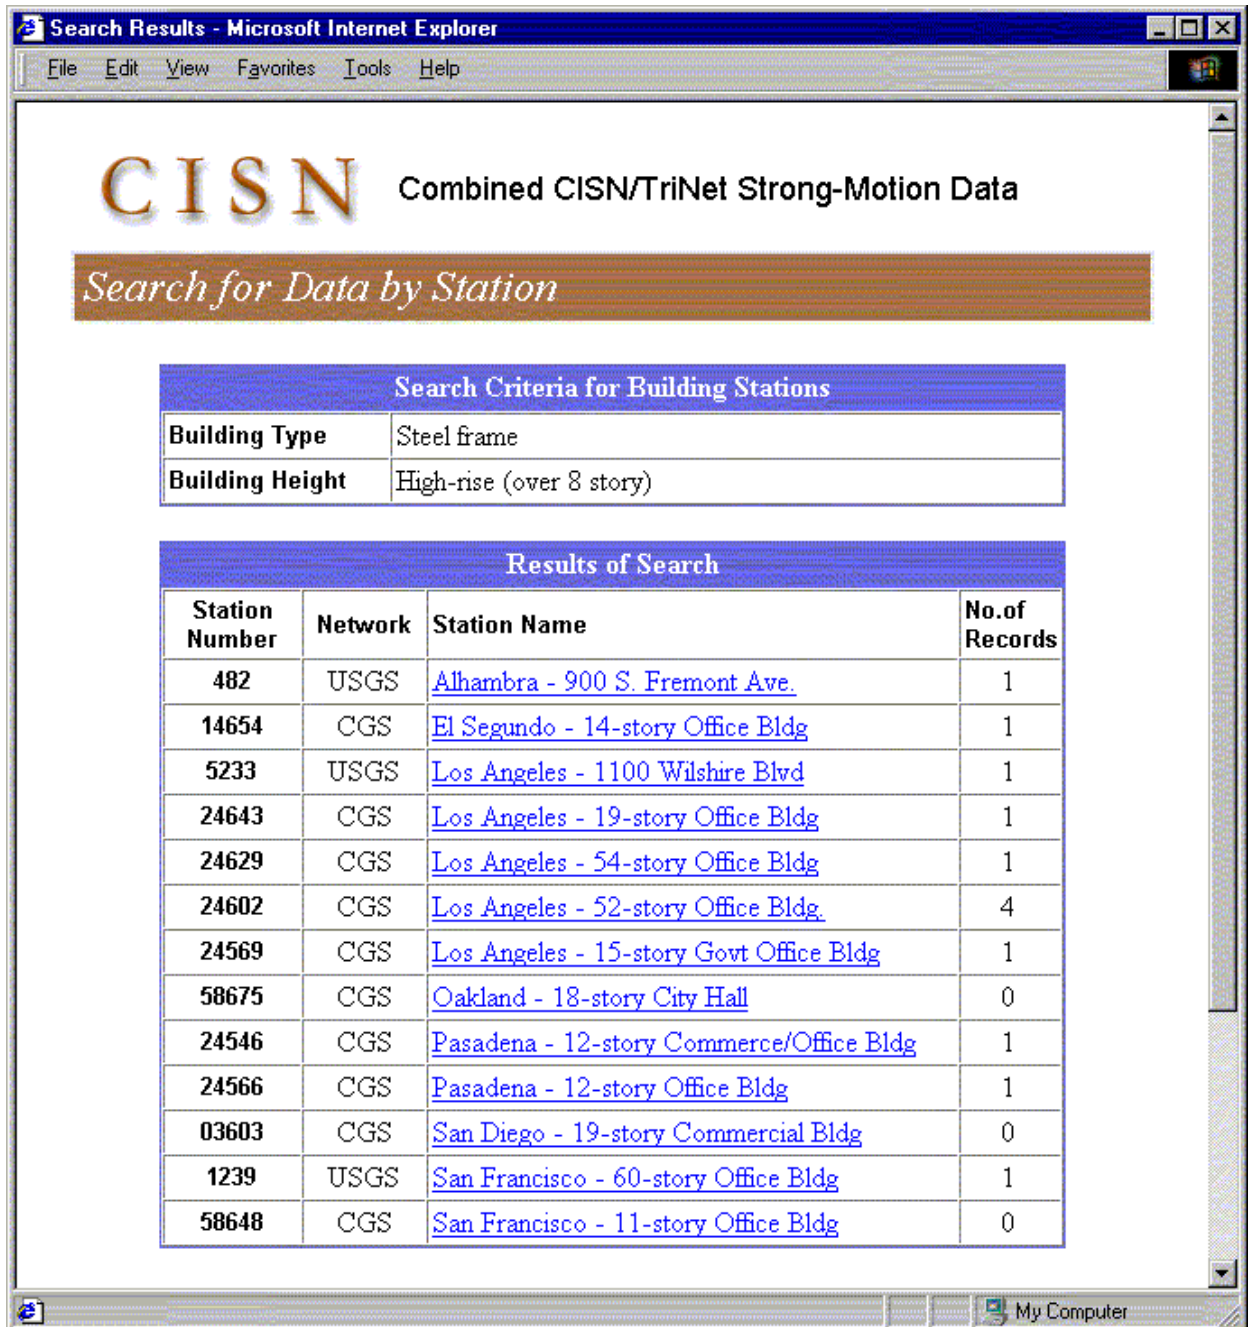 Search Results - Microsoft Internet Explorer
File Edit View Favorites Tools Help
CISN Combined CISN/TriNet Strong-Motion Data
Search for Data by Station
Search Criteria for Building Stations
Building Type Steel frame
Building Height High-rise (over 8 story)
Results of Search
Station Number Network Station Name No.of Records
482 USGS Alhambra - 900 S. Fremont Ave. 1
14654 CGS El Segundo - 14-story Office Bldg 1
5233 USGS Los Angeles - 1100 Wilshire Blvd 1
24643 CGS Los Angeles - 19-story Office Bldg 1
24629 CGS Los Angeles - 54-story Office Bldg 1
24602 CGS Los Angeles - 52-story Office Bldg. 4
24569 CGS Los Angeles - 15-story Govt Office Bldg 1
58675 CGS Oakland - 18-story City Hall 0
24546 CGS Pasadena - 12-story Commerce/Office Bldg 1
24566 CGS Pasadena - 12-story Office Bldg 1
03603 CGS San Diego - 19-story Commercial Bldg 0
1239 USGS San Francisco - 60-story Office Bldg 1
58648 CGS San Francisco - 11-story Office Bldg 0
My Computer